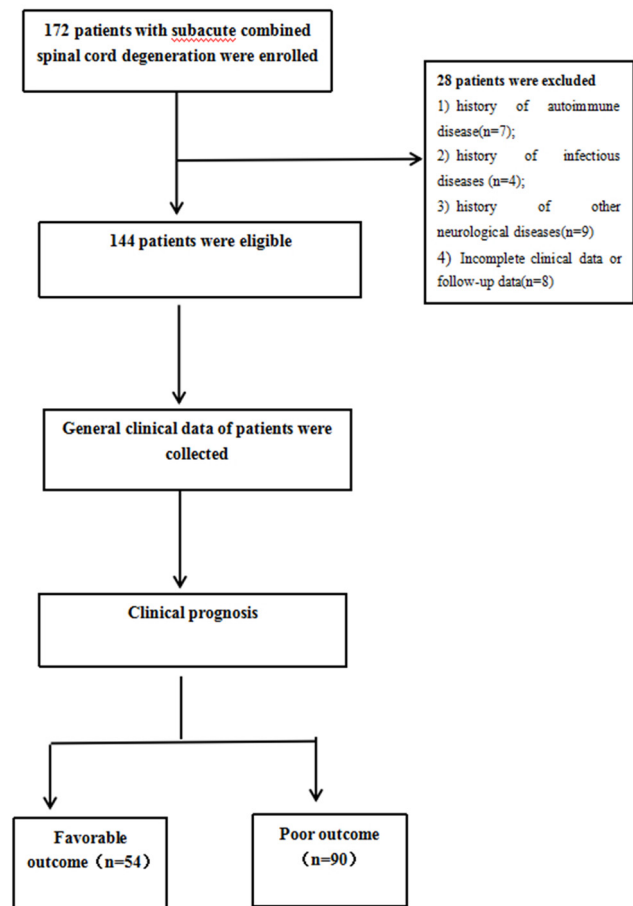 172 patients with subacute combined
spinal cord degeneration were enrolled
28 patients were excluded
1) history of autoimmune
disease(n=7);
2) history of infectious
diseases (n=4);
3) history of other
neurological diseases(n=9)
4) Incomplete clinical data or
follow-up data(n=8)
144 patients were eligible
General clinical data of patients were
collected
Clinical prognosis
Favorable
outcome（n=54）
Poor outcome
（n=90）